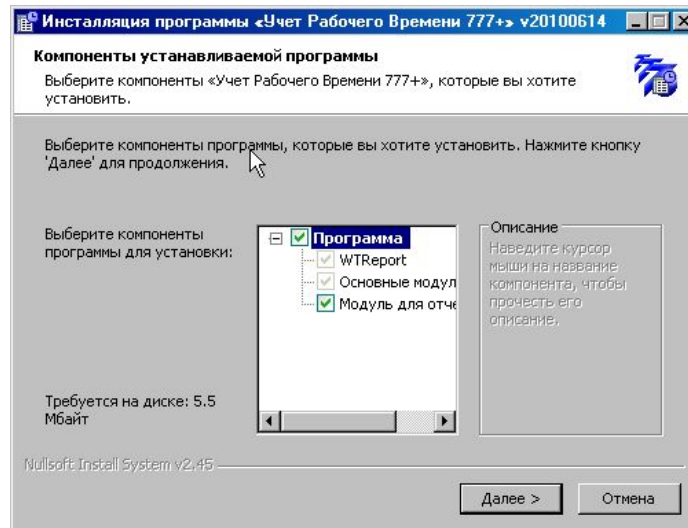 Инсталляция программы «Учет Рабочего Времени 777+» v20100614
Компоненты устанавливаемой программы
Выберите компоненты «Учет Рабочего Времени 777+», которые вы хотите
установить.
Выберите компоненты программы, которые вы хотите установить. Нажмите кнопку
'Далее' для продолжения.
Выберите компоненты
программы для установки:
Программа
WTReport
Основные модул
Модуль для отче
Описание
Наведите курсор
мыши на название
компонента, чтобы
прочесть его
описание.
Требуется на диске: 5.5
Мбайт
Nullsoft Install System v2.45
Далее >
Отмена